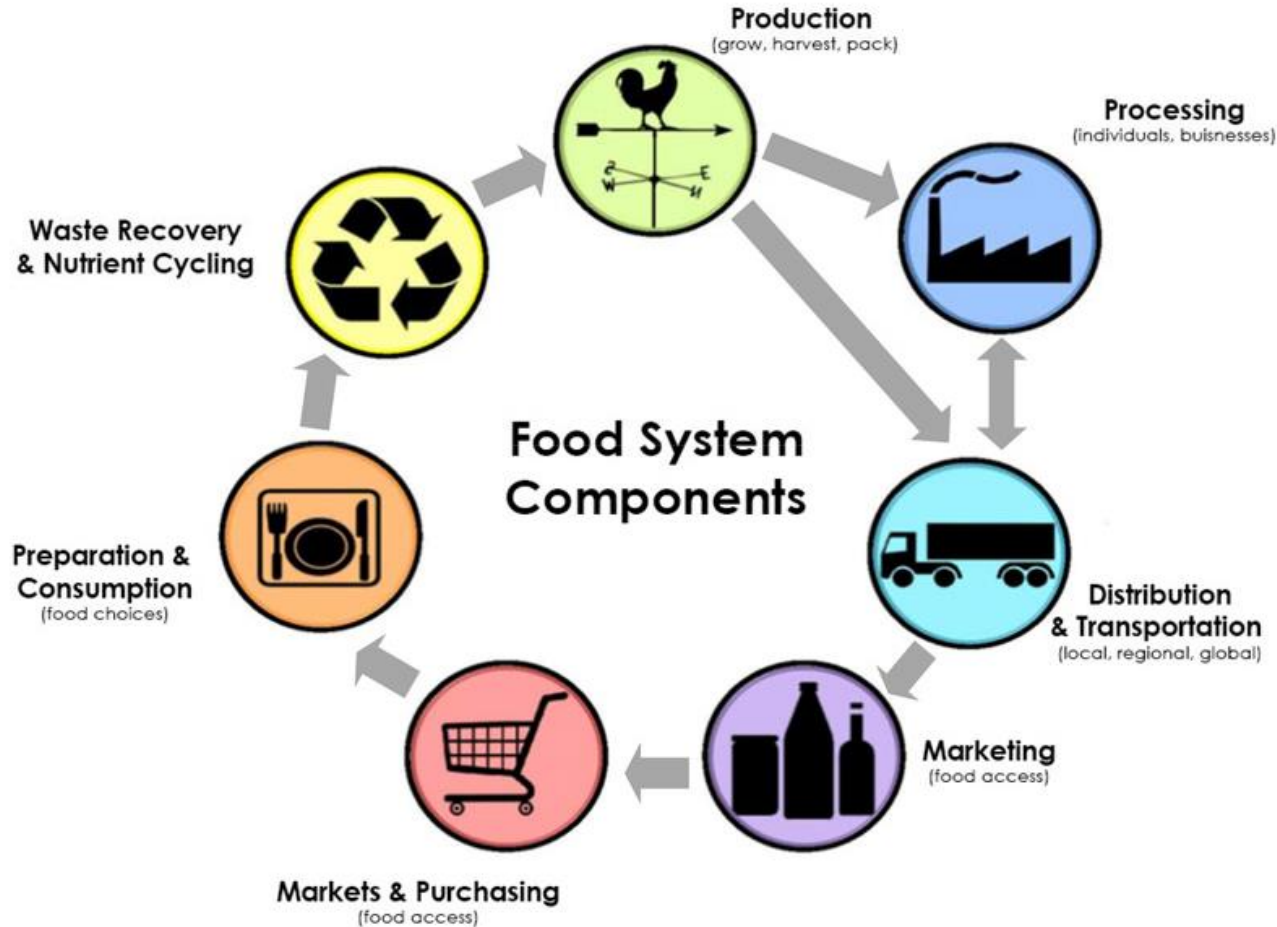 Production
(grow, harvest, pack)
Processing
(individuals, buisnesses)
Waste Recovery
& Nutrient Cycling
Food System
Components
Preparation &
Consumption
(food choices)
Distribution
& Transportation
(local, regional, global)
Marketing
(food access)
Markets & Purchasing
(food access)
S
E
W
N